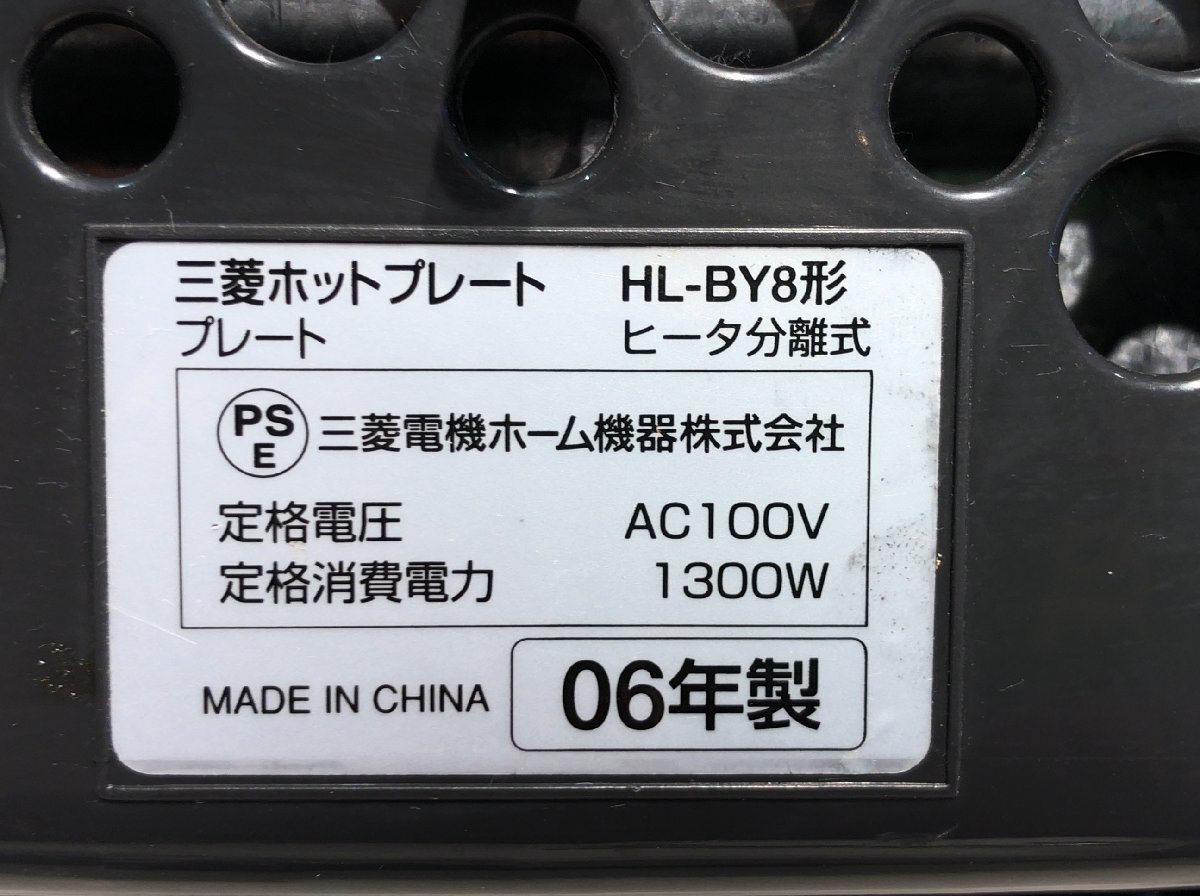 三菱ホットプレート HL-BY8形
プレート ヒータ分離式
PS
E 三菱電機ホーム機器株式会社
定格電圧 AC100V
定格消費電力 1300W
MADE IN CHINA 06年製